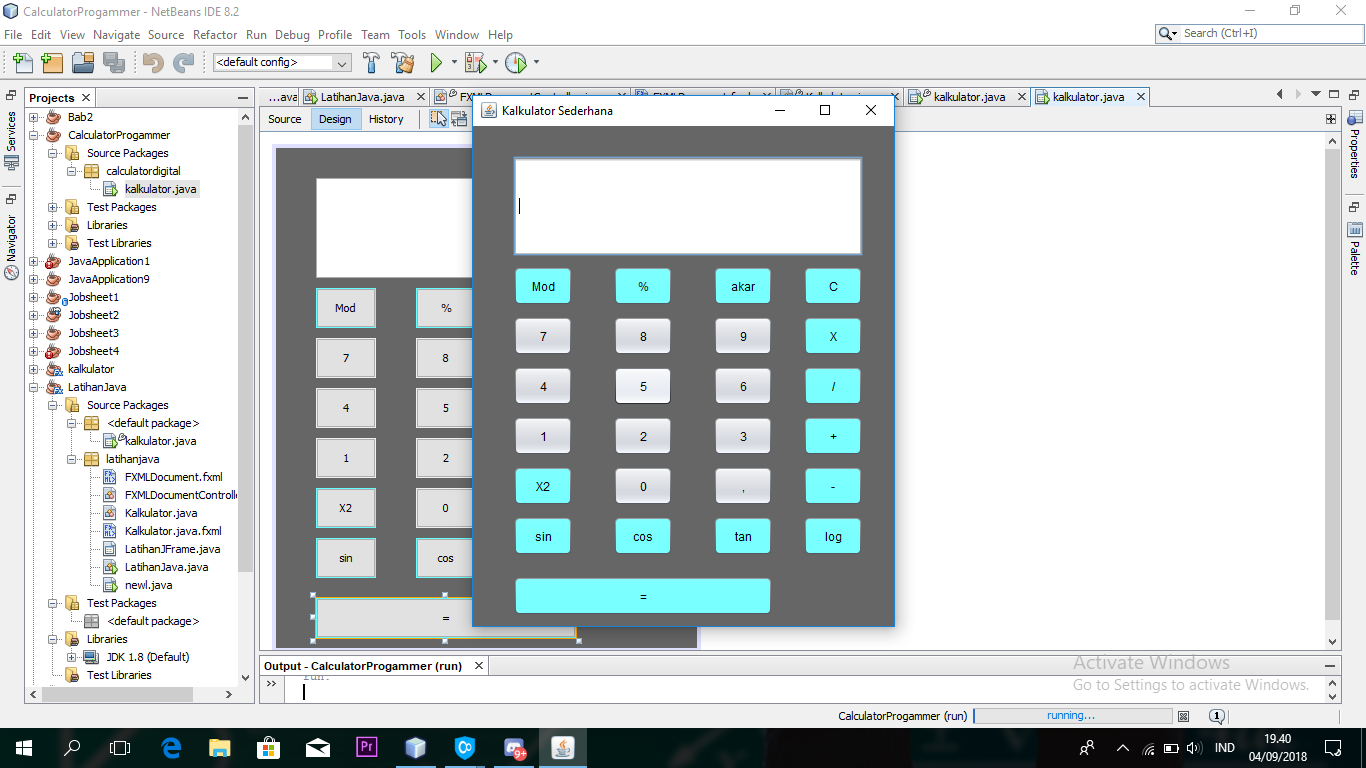 CalculatorProgammer - NetBeans IDE 8.2
File Edit View Navigate Source Refactor Run Debug Profile Team Tools Window Help
Search (Ctrl+I)
<default config>
Projects
Services
Navigator
Bab2
CalculatorProgammer
Source Packages
calculatordigital
kalkulator.java
Test Packages
Libraries
Test Libraries
JavaApplication1
JavaApplication9
Jobsheet1
Jobsheet2
Jobsheet3
Jobsheet4
kalkulator
LatihanJava
Source Packages
<default package>
kalkulator.java
latihanjava
FXMLDocument.fxml
FXMLDocumentControlle
Kalkulator.java
Kalkulator.java.fxml
LatihanJFrame.java
LatihanJava.java
newl.java
Test Packages
<default package>
Libraries
JDK 1.8 (Default)
Test Libraries
...ava
LatihanJava.java
kalkulator.java
kalkulator.java
Source Design History
Mod %
7 8
4 5
1 2
X2 0
sin cos
=
Kalkulator Sederhana
Mod % akar C
7 8 9 X
4 5 6 /
1 2 3 +
X2 0 , -
sin cos tan log
=
Properties
Palette
Output - CalculatorProgammer (run)
run:
Activate Windows
Go to Settings to activate Windows.
CalculatorProgammer (run)
running...
1
Pr
9+
IND
19.40
04/09/2018